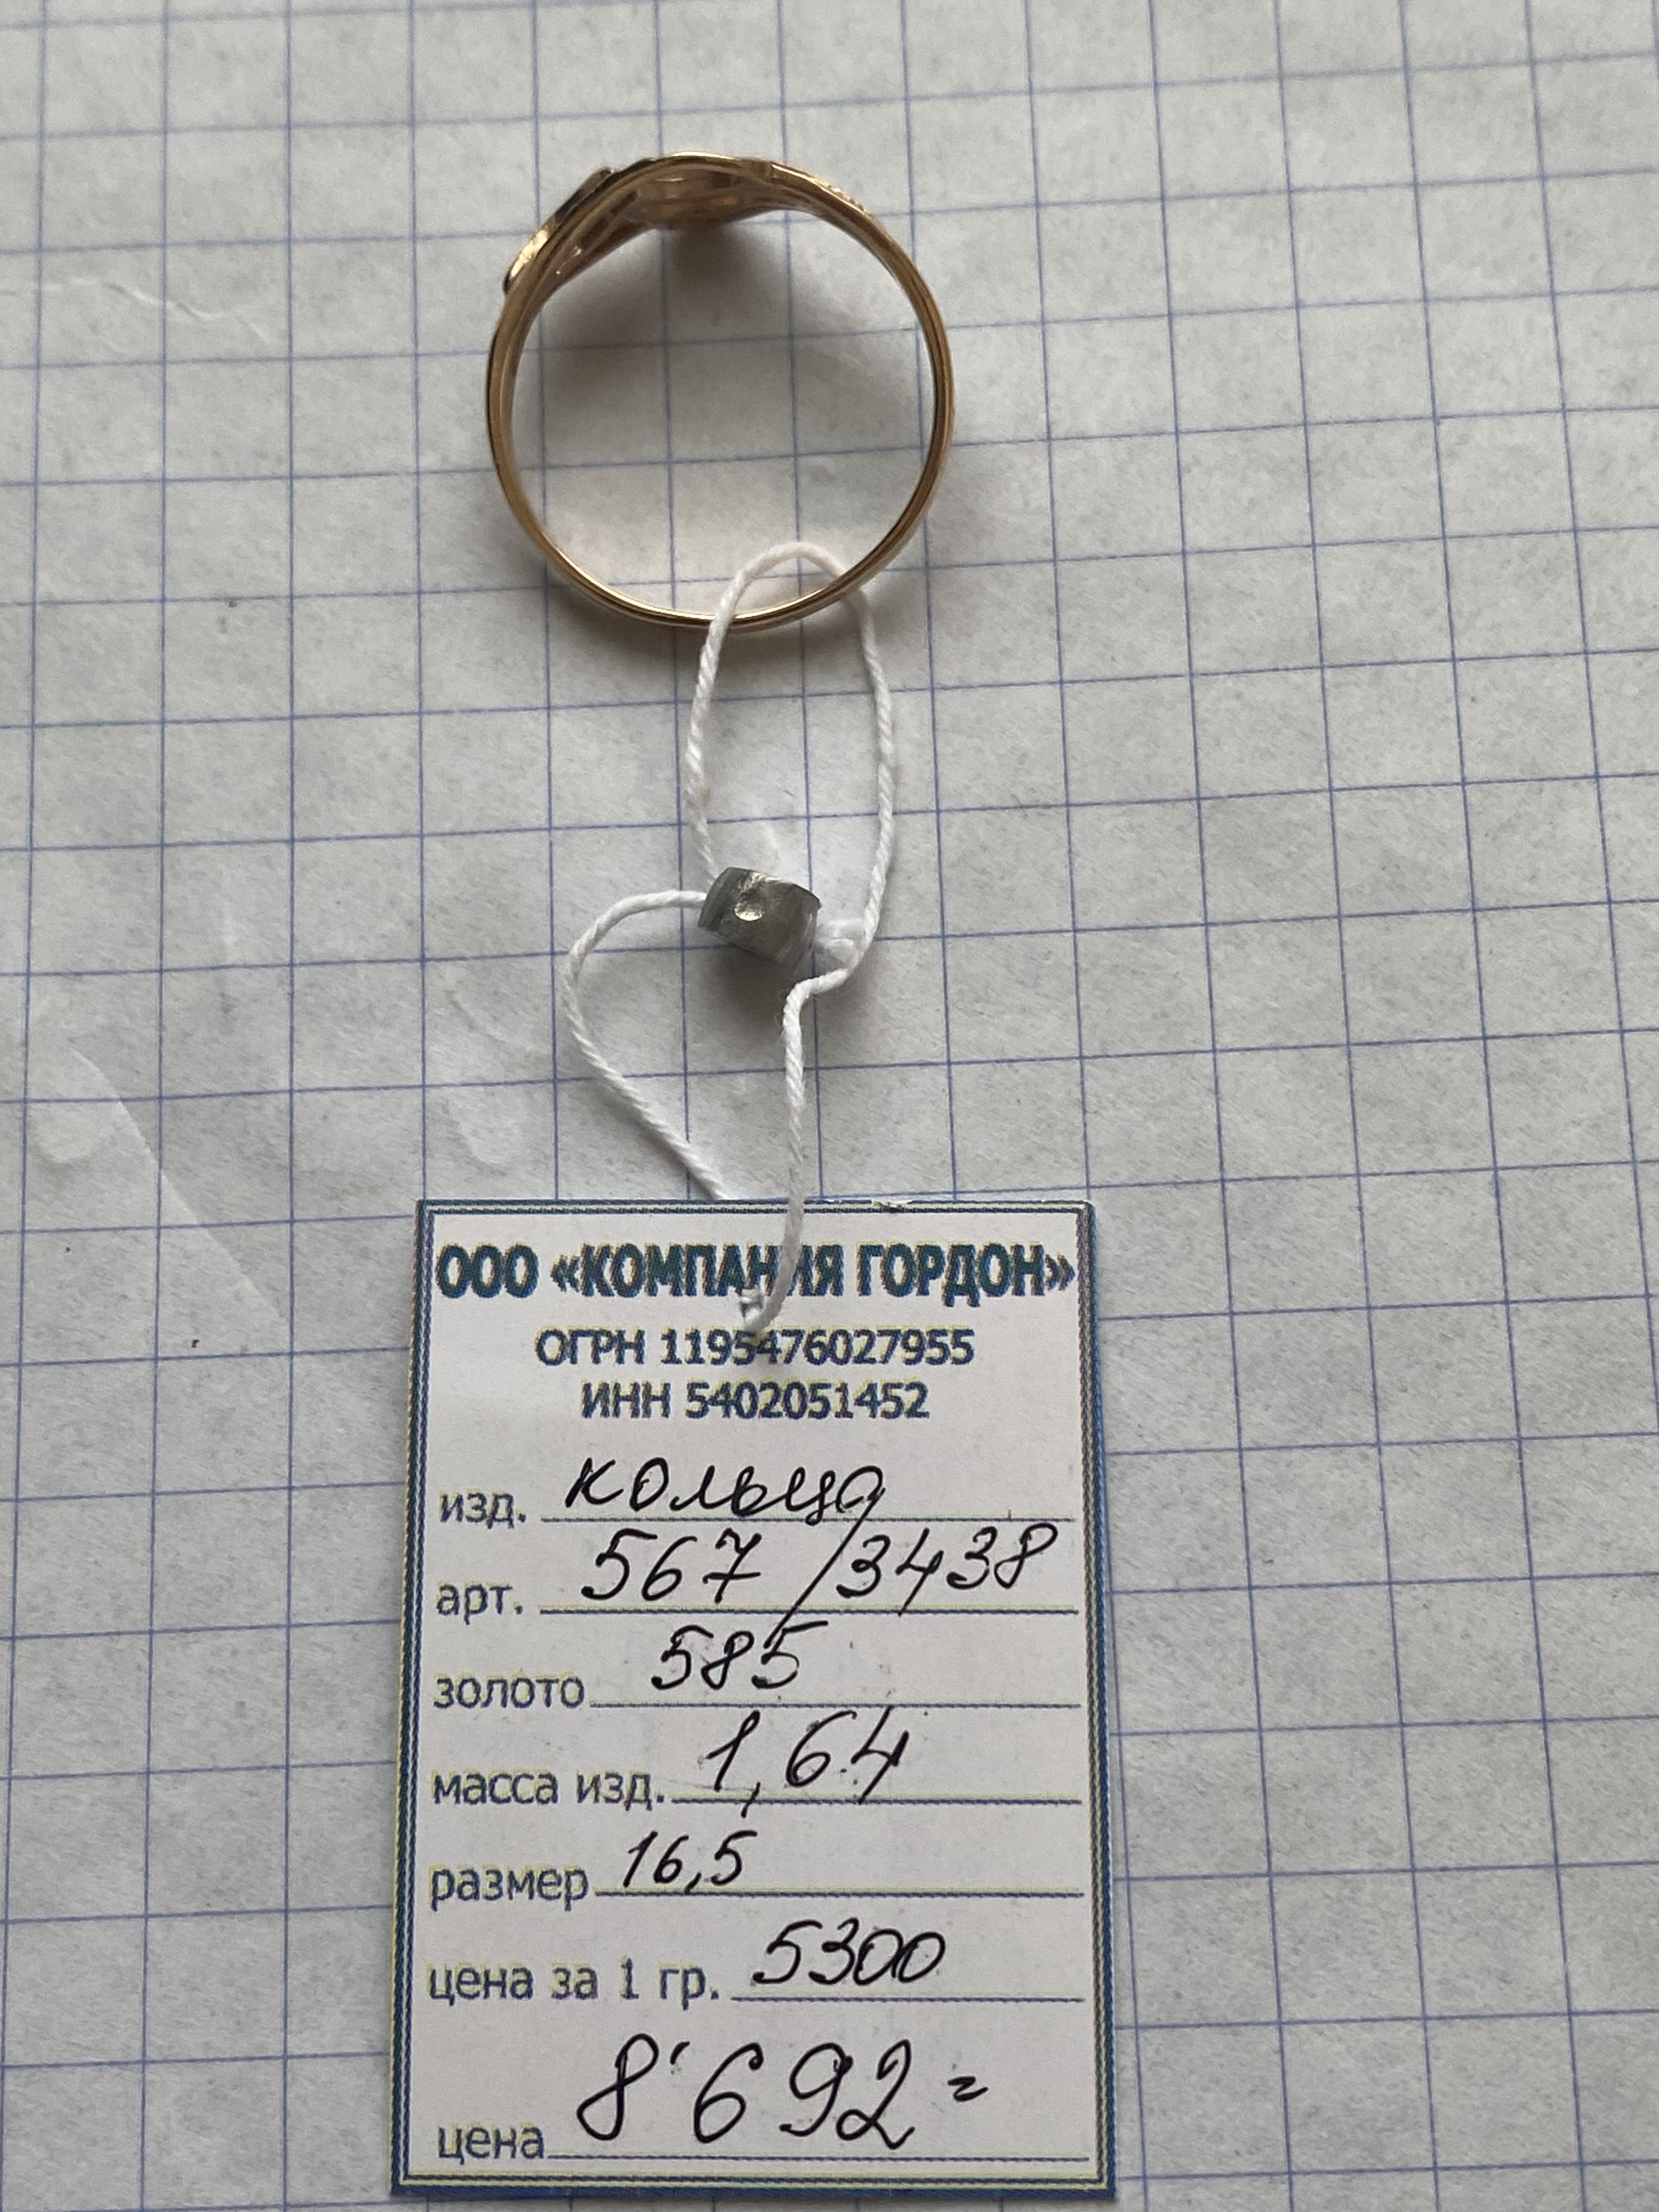 ООО «КОМПАНИЯ ГОРДОН»
ОГРН 1195476027955
ИНН 5402051452
изд. кольцо
арт. 567/3438
золото 585
масса изд. 1,64
размер 16,5
цена за 1 гр. 5300
цена 8'692=